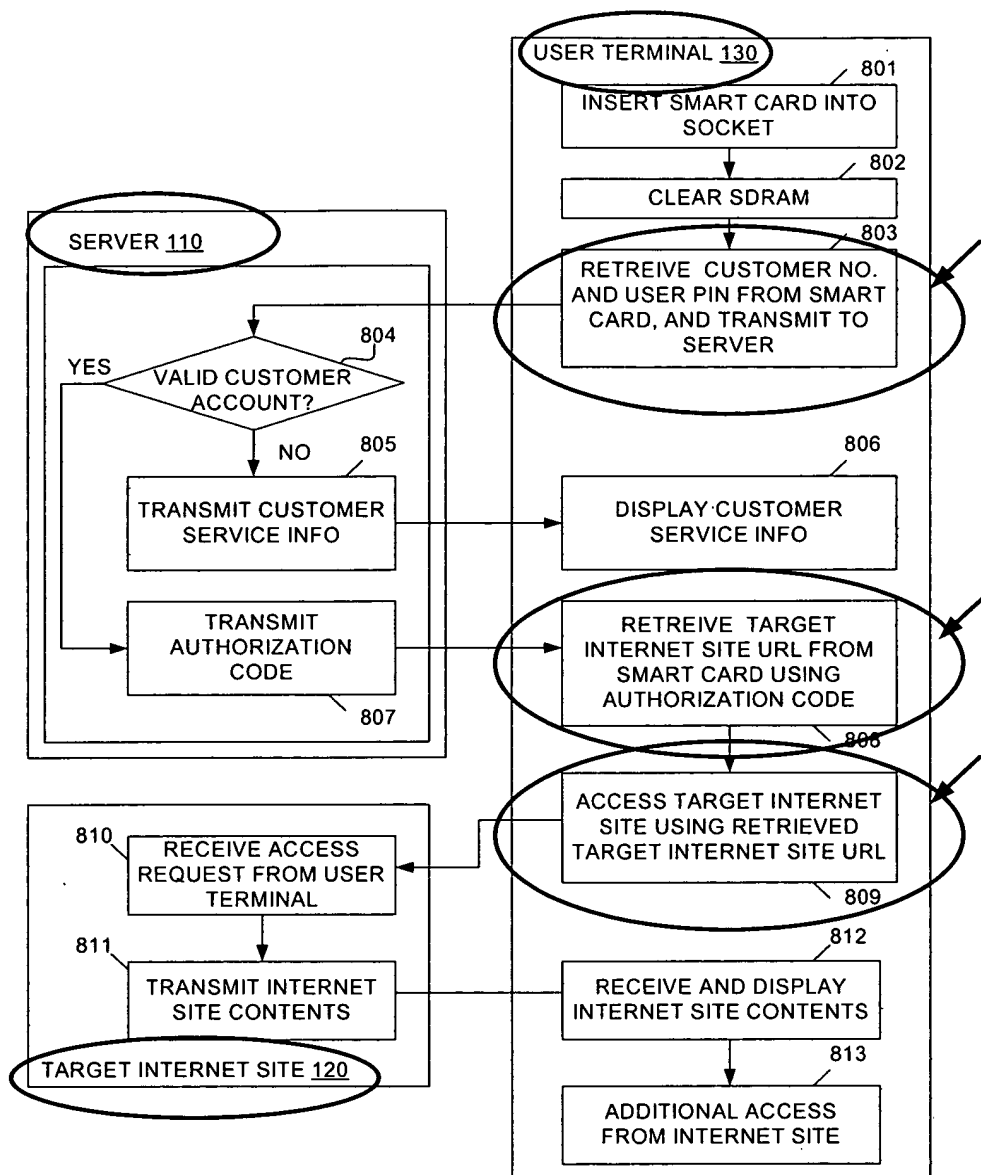 USER TERMINAL 130
801
INSERT SMART CARD INTO
SOCKET
802
CLEAR SDRAM
803
RETREIVE CUSTOMER NO.
AND USER PIN FROM SMART
CARD, AND TRANSMIT TO
SERVER
SERVER 110
804
YES
VALID CUSTOMER
ACCOUNT?
NO
805
TRANSMIT CUSTOMER
SERVICE INFO
806
DISPLAY CUSTOMER
SERVICE INFO
TRANSMIT
AUTHORIZATION
CODE
807
RETREIVE TARGET
INTERNET SITE URL FROM
SMART CARD USING
AUTHORIZATION CODE
808
ACCESS TARGET INTERNET
SITE USING RETRIEVED
TARGET INTERNET SITE URL
809
810
RECEIVE ACCESS
REQUEST FROM USER
TERMINAL
811
TRANSMIT INTERNET
SITE CONTENTS
812
RECEIVE AND DISPLAY
INTERNET SITE CONTENTS
TARGET INTERNET SITE 120
813
ADDITIONAL ACCESS
FROM INTERNET SITE